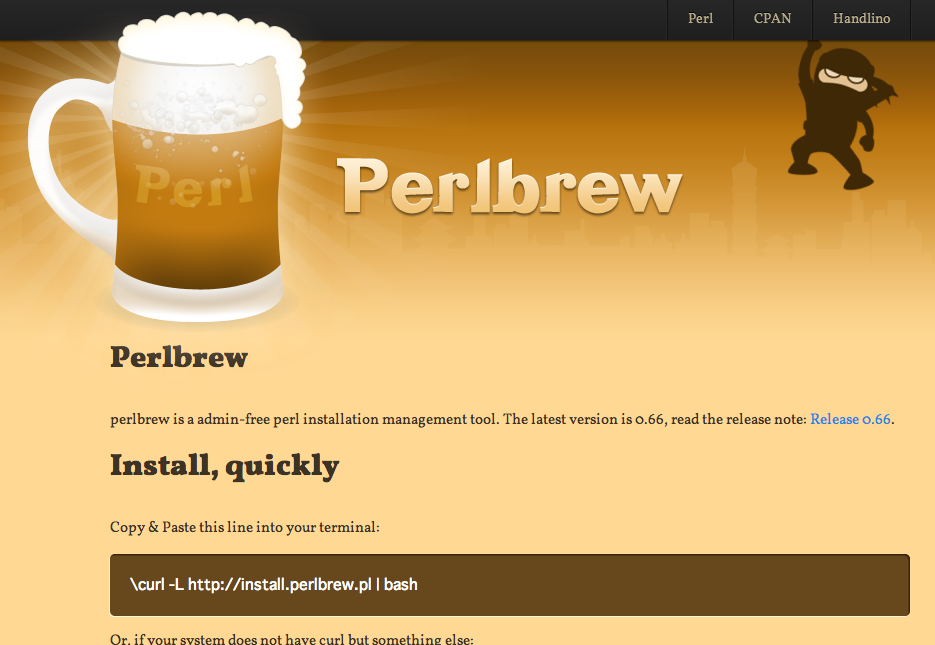 Perl CPAN Handlino
Perl
Perlbrew
Perlbrew
perlbrew is a admin-free perl installation management tool. The latest version is 0.66, read the release note: Release 0.66.
Install, quickly
Copy & Paste this line into your terminal:
\curl -L http://install.perlbrew.pl | bash
Or, if your system does not have curl but something else: